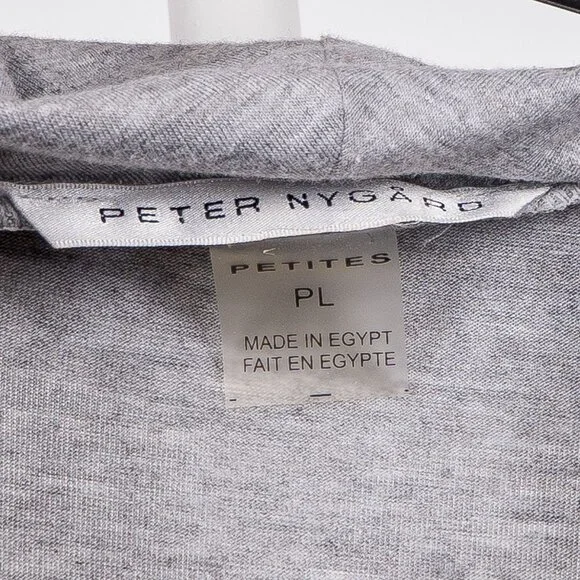 PETER NYGÅRD
PETITES
PL
MADE IN EGYPT
FAIT EN EGYPTE